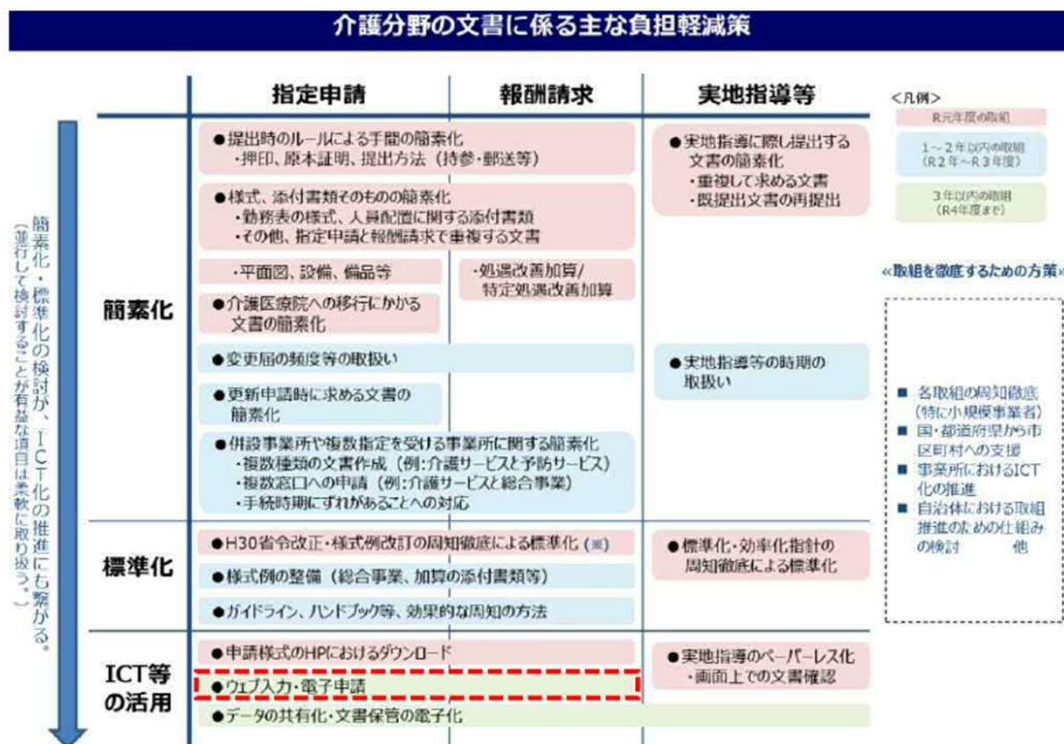 介護分野の文書に係る主な負担軽減策
指定申請
報酬請求
実地指導等
簡素化・標準化の検討が、ICT化の推進にも繋がる。
（並行して検討することが有益な項目は柔軟に取り扱う。）
簡素化
●提出時のルールによる手間の簡素化
・押印、原本証明、提出方法（持参・郵送等）
●様式、添付書類そのものの簡素化
・勤務表の様式、人員配置に関する添付書類
・その他、指定申請と報酬請求で重複する文書
・平面図、設備、備品等
・処遇改善加算/
特定処遇改善加算
●介護医療院への移行にかかる
文書の簡素化
●変更届の頻度等の取扱い
●更新申請時に求める文書の
簡素化
●併設事業所や複数指定を受ける事業所に関する簡素化
・複数種類の文書作成（例：介護サービスと予防サービス）
・複数窓口への申請（例：介護サービスと総合事業）
・手続時期にずれがあることへの対応
●実地指導に際し提出する
文書の簡素化
・重複して求める文書
・既提出文書の再提出
●実地指導等の時期の
取扱い
標準化
●H30省令改正・様式例改訂の周知徹底による標準化（※）
●様式例の整備（総合事業、加算の添付書類等）
●ガイドライン、ハンドブック等、効果的な周知の方法
●標準化・効率化指針の
周知徹底による標準化
ICT等
の活用
●申請様式のHPにおけるダウンロード
●ウェブ入力・電子申請
●データの共有化・文書保管の電子化
●実地指導のペーパーレス化
・画面上での文書確認
＜凡例＞
R元年度の取組
1～2年以内の取組
（R2年～R3年度）
3年以内の取組
（R4年度まで）
≪取組を徹底するための方策≫
■ 各取組の周知徹底
（特に小規模事業者）
■ 国・都道府県から市
区町村への支援
■ 事業所におけるICT
化の推進
■ 自治体における取組
推進のための仕組み
の検討　　他